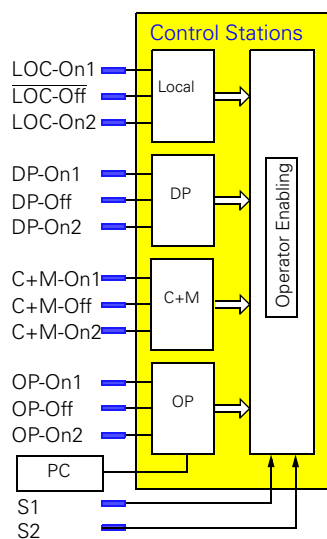 Control Stations
LOC-On1
LOC-Off
LOC-On2
Local
DP-On1
DP-Off
DP-On2
DP
C+M-On1
C+M-Off
C+M-On2
C+M
OP-On1
OP-Off
OP-On2
OP
Operator Enabling
PC
S1
S2